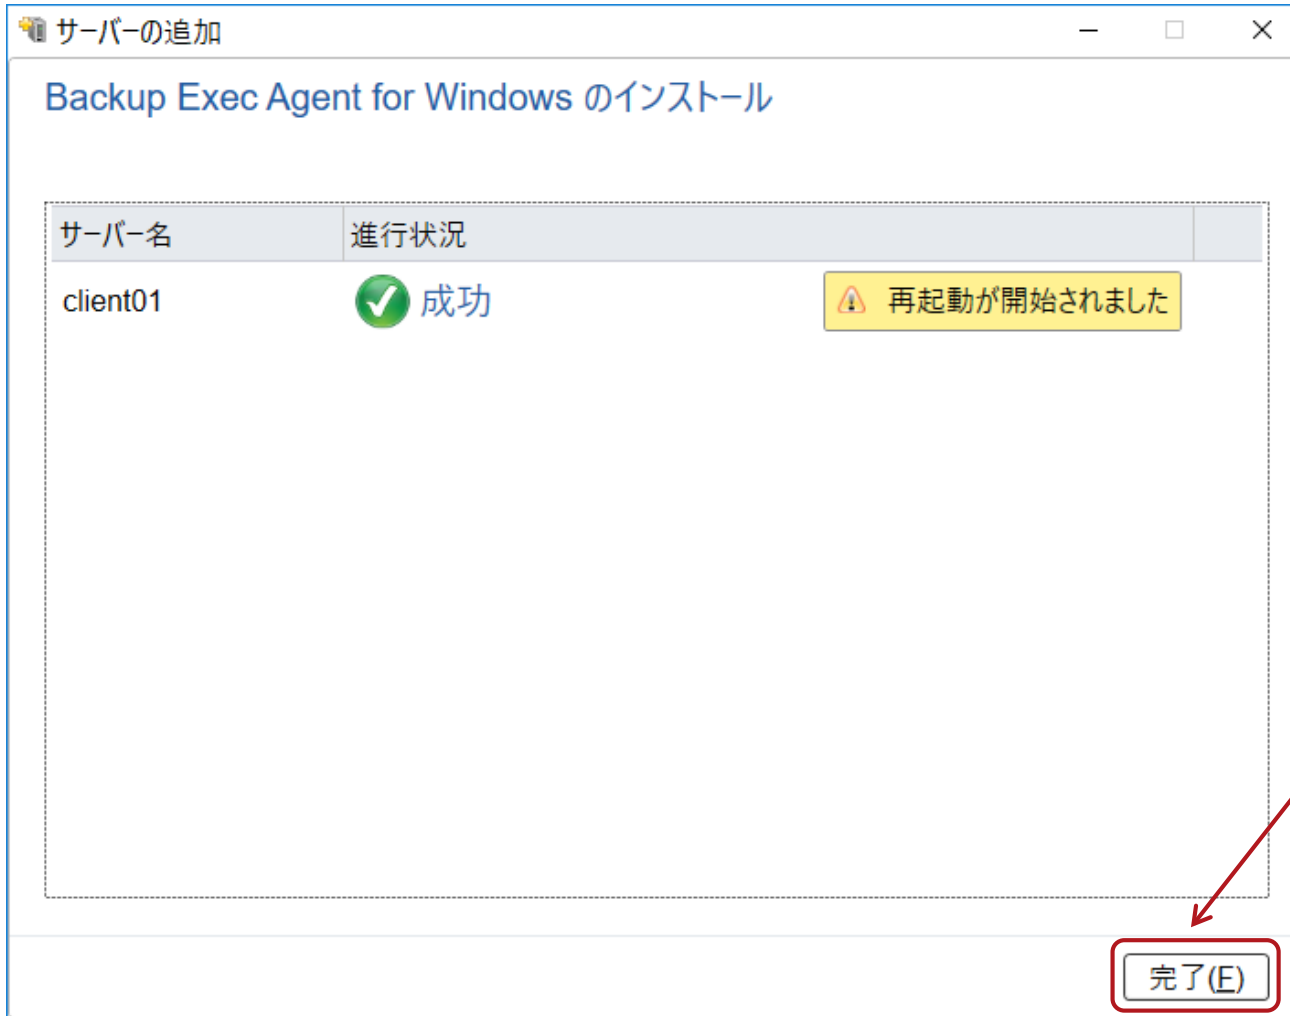 サーバーの追加
Backup Exec Agent for Windows のインストール
サーバー名 進行状況
client01 成功 再起動が開始されました
完了(F)